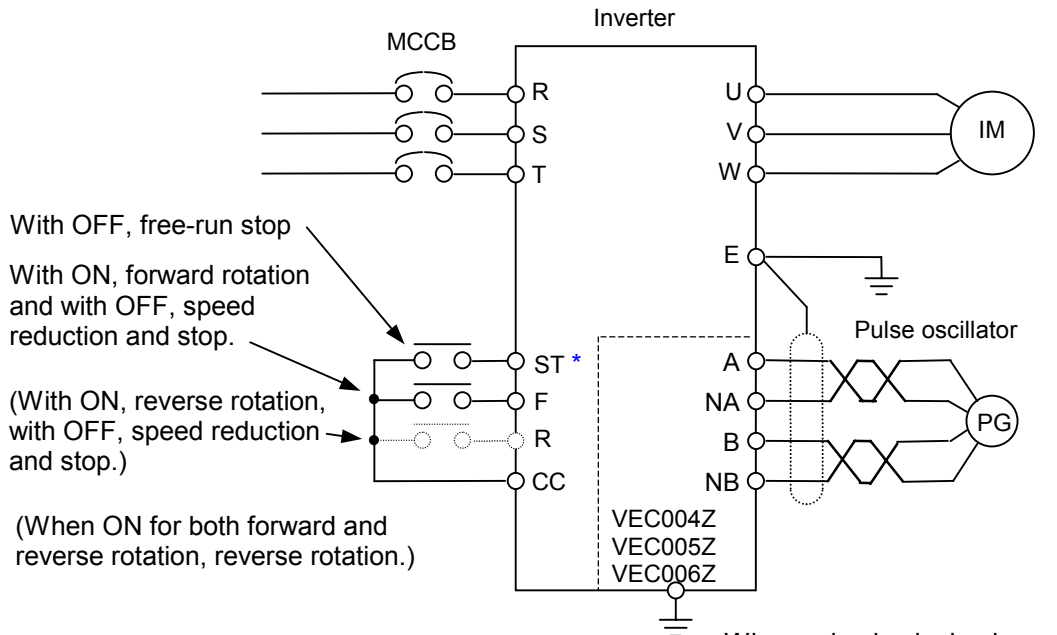 Inverter
MCCB
R
S
T
U
V
W
IM
With OFF, free-run stop
With ON, forward rotation
and with OFF, speed
reduction and stop.
(With ON, reverse rotation,
with OFF, speed reduction
and stop.)
(When ON for both forward and
reverse rotation, reverse rotation.)
ST *
F
R
CC
E
Pulse oscillator
A
NA
B
NB
PG
VEC004Z
VEC005Z
VEC006Z